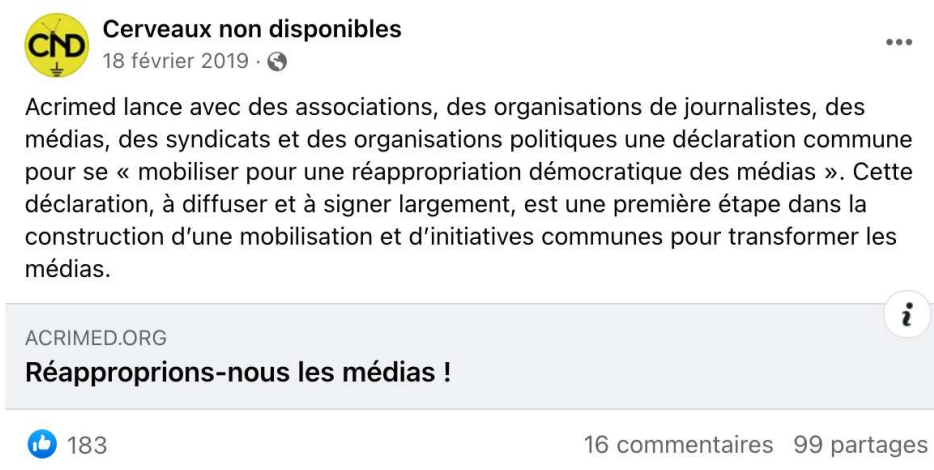 CND
Cerveaux non disponibles
18 février 2019 ·
Acrimed lance avec des associations, des organisations de journalistes, des
médias, des syndicats et des organisations politiques une déclaration commune
pour se « mobiliser pour une réappropriation démocratique des médias ». Cette
déclaration, à diffuser et à signer largement, est une première étape dans la
construction d’une mobilisation et d’initiatives communes pour transformer les
médias.
ACRIMED.ORG
Réapproprions-nous les médias !
183
16 commentaires 99 partages